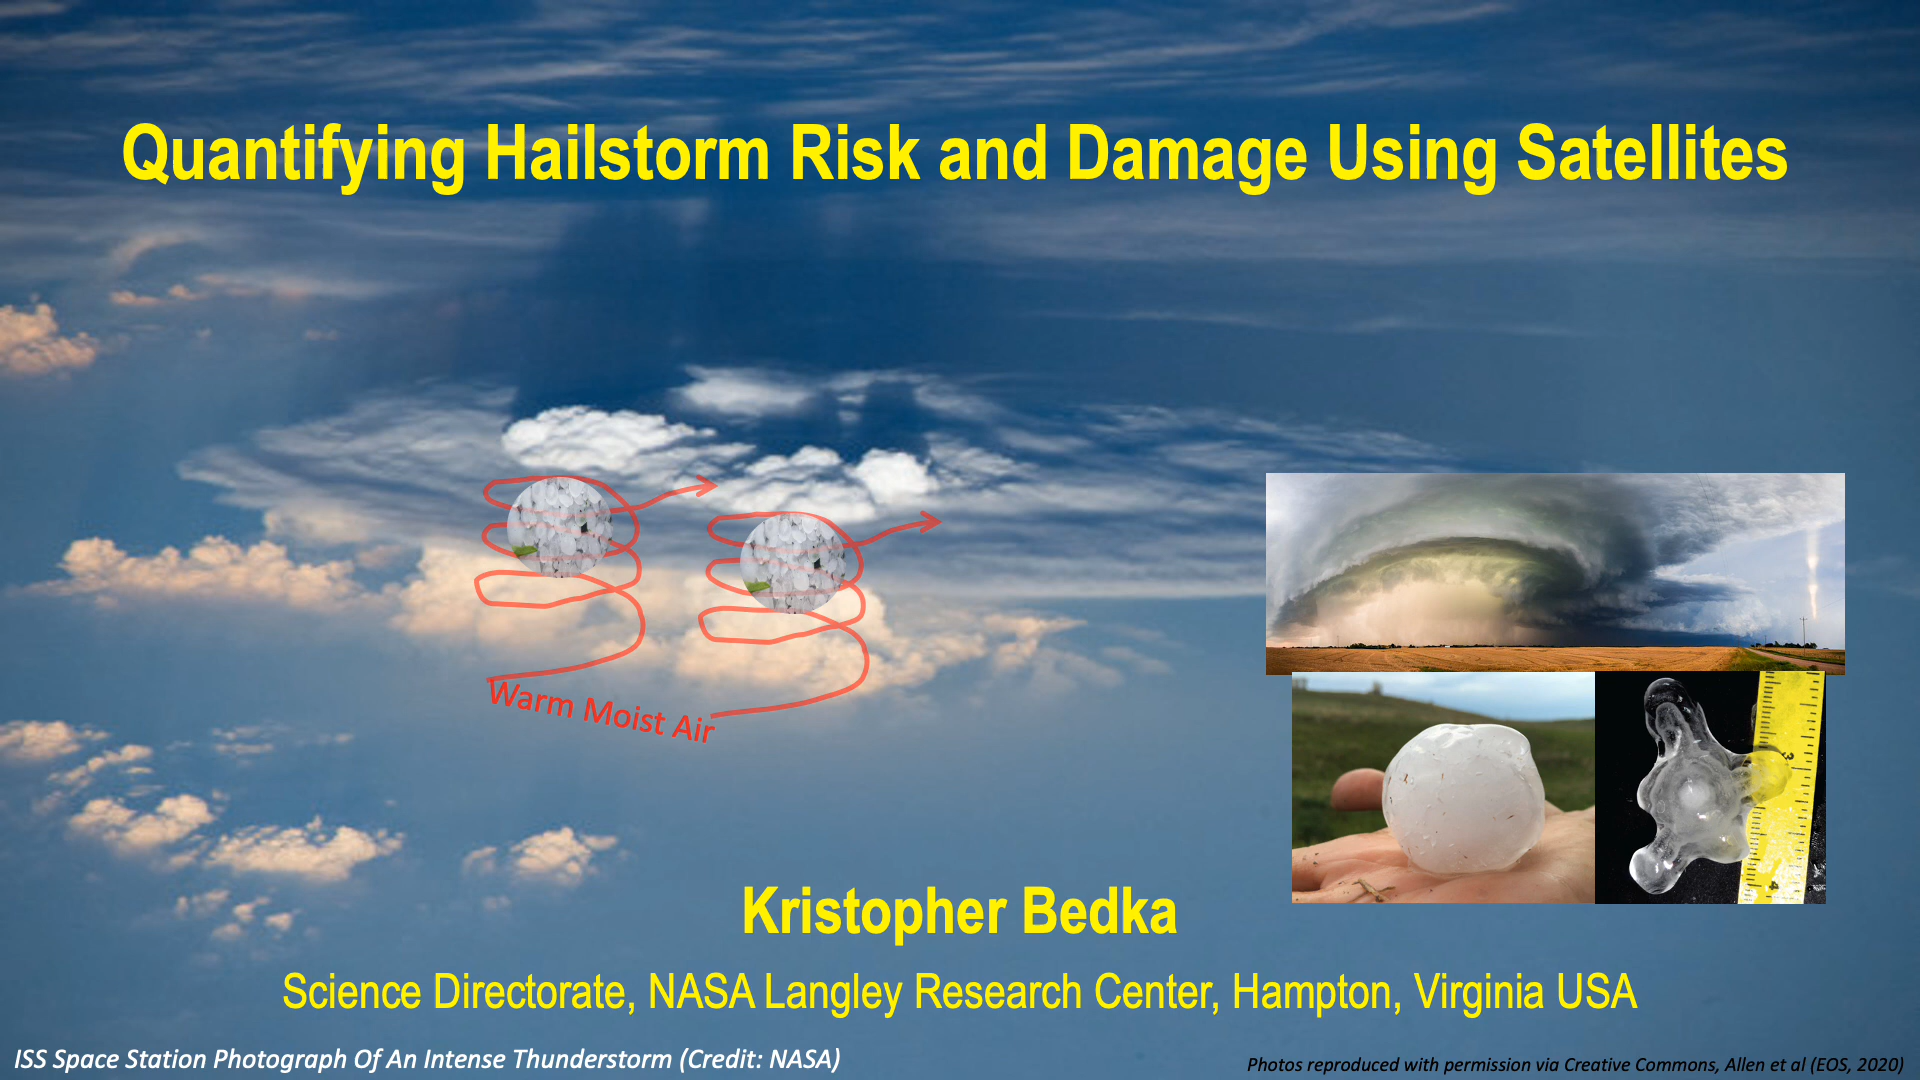 Quantifying Hailstorm Risk and Damage Using Satellites
Warm Moist Air
3
4
Kristopher Bedka
Science Directorate, NASA Langley Research Center, Hampton, Virginia USA
ISS Space Station Photograph Of An Intense Thunderstorm (Credit: NASA)
Photos reproduced with permission via Creative Commons, Allen et al (EOS, 2020)